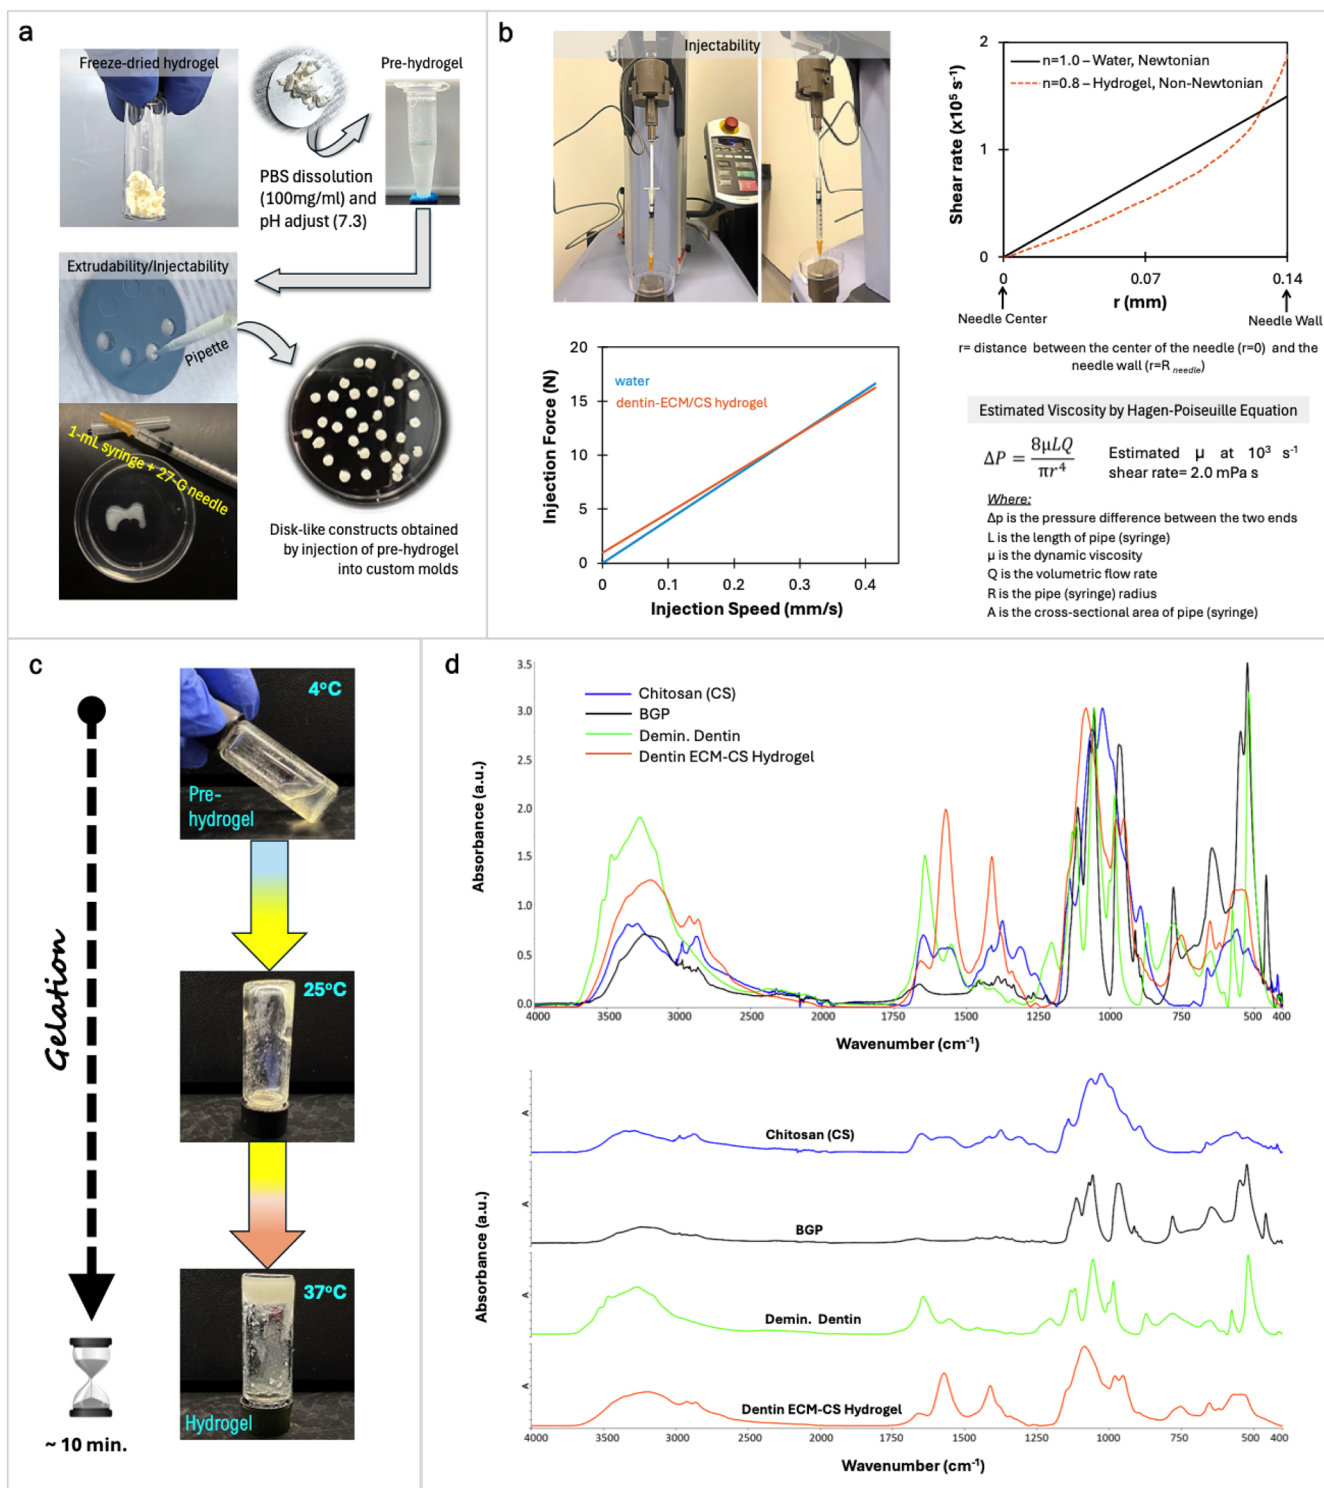 a
Freeze-dried hydrogel
Pre-hydrogel
PBS dissolution
(100mg/ml) and
pH adjust (7.3)
Extrudability/Injectability
Pipette
1-mL syringe + 27-G needle
Disk-like constructs obtained
by injection of pre-hydrogel
into custom molds
b
Injectability
20
15
10
5
0
Injection Force (N)
water
dentin-ECM/CS hydrogel
0 0.1 0.2 0.3 0.4
Injection Speed (mm/s)
2
1
0
Shear rate (x10⁵ s⁻¹)
n=1.0 – Water, Newtonian
n=0.8 – Hydrogel, Non-Newtonian
0 0.07 0.14
r (mm)
Needle Center
Needle Wall
r= distance between the center of the needle (r=0) and the
needle wall (r=R needle)
Estimated Viscosity by Hagen-Poiseuille Equation
ΔP = 8μLQ / πr⁴
Estimated μ at 10³ s⁻¹
shear rate= 2.0 mPa s
Where:
Δp is the pressure difference between the two ends
L is the length of pipe (syringe)
μ is the dynamic viscosity
Q is the volumetric flow rate
R is the pipe (syringe) radius
A is the cross-sectional area of pipe (syringe)
c
Gelation
~ 10 min.
4°C
Pre-
hydrogel
25°C
37°C
Hydrogel
d
3.5
3.0
2.5
2.0
1.5
1.0
0.5
0.0
Absorbance (a.u.)
Chitosan (CS)
BGP
Demin. Dentin
Dentin ECM-CS Hydrogel
4000 3500 3000 2500 2000 1750 1500 1250 1000 750 500 400
Wavenumber (cm⁻¹)
Absorbance (a.u.)
A
Chitosan (CS)
A
BGP
A
Demin. Dentin
A
Dentin ECM-CS Hydrogel
4000 3500 3000 2500 2000 1750 1500 1250 1000 750 500 400
Wavenumber (cm⁻¹)